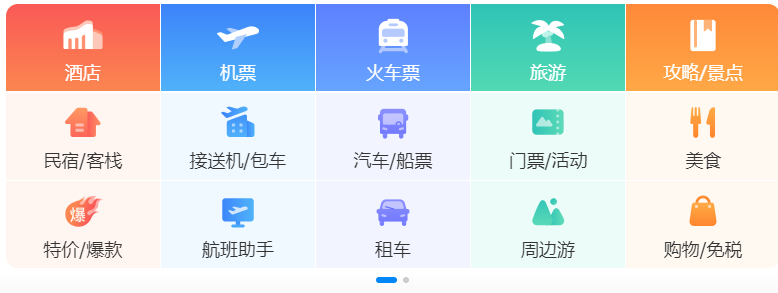 酒店
机票
火车票
旅游
攻略/景点
民宿/客栈
接送机/包车
汽车/船票
门票/活动
美食
爆
特价/爆款
航班助手
租车
周边游
购物/免税